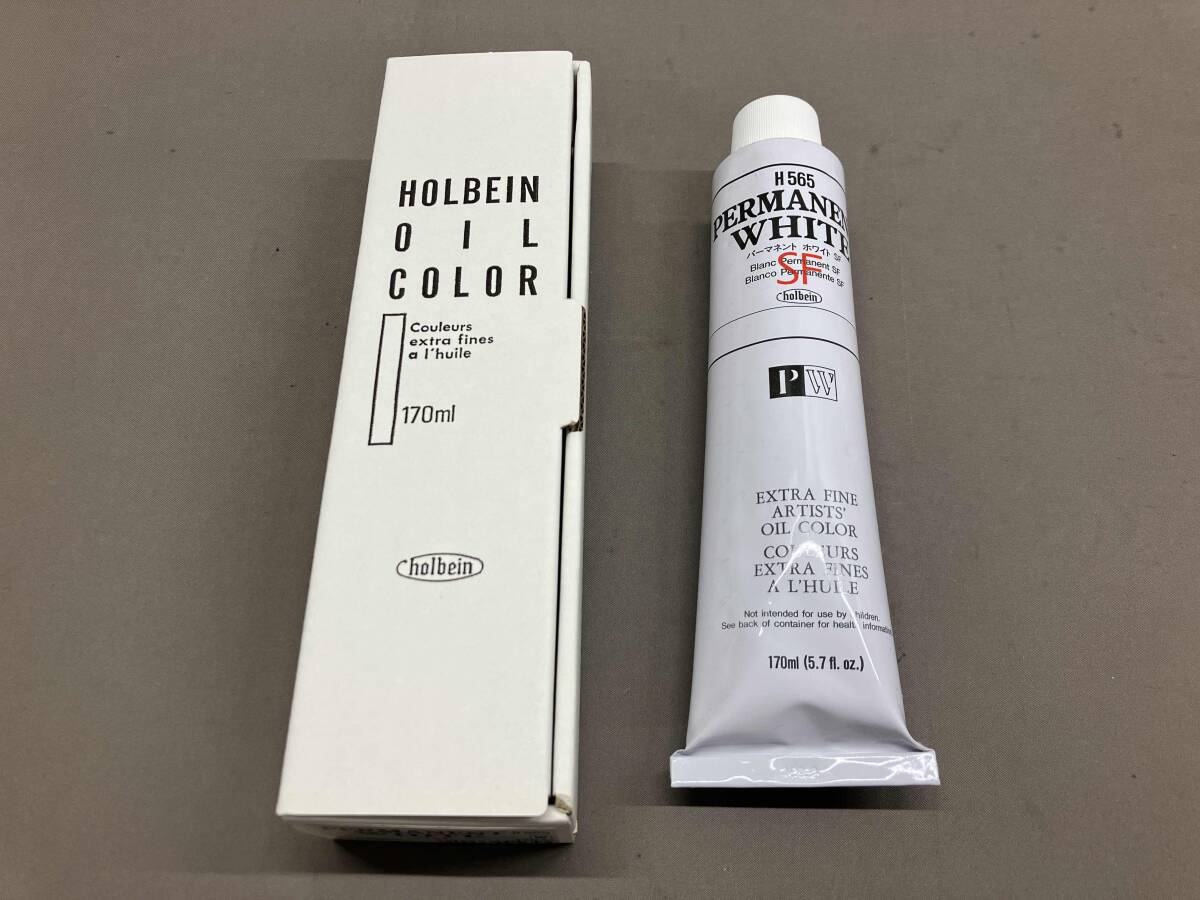 HOLBEIN
OIL
COLOR
Couleurs
extra fines
a l'huile
170ml
holbein
H565
PERMANEN
WHITE
パーマネント ホワイト SF
Blanc Permanent SF
Blanco Permanente SF
SF
holbein
PW
EXTRA FINE
ARTISTS'
OIL COLOR
COULEURS
EXTRA FINES
A L'HUILE
Not intended for use by children.
See back of container for health information
170ml (5.7 fl. oz.)